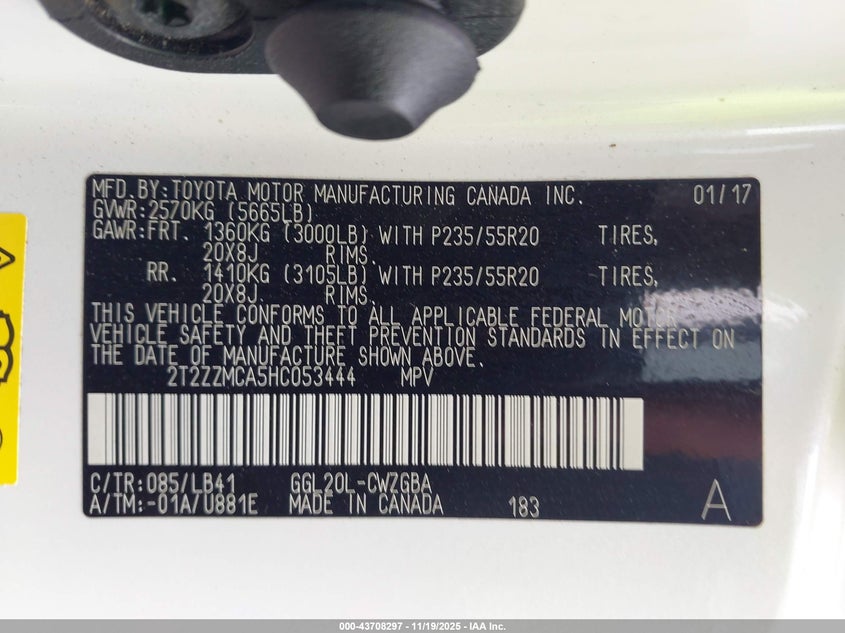 MFD.BY:TOYOTA MOTOR MANUFACTURING CANADA INC. 01/17
GVWR:2570KG (5665LB)
GAWR:FRT. 1360KG (3000LB) WITH P235/55R20 TIRES,
20X8J RIMS.
RR. 1410KG (3105LB) WITH P235/55R20 TIRES,
20X8J RIMS.
THIS VEHICLE CONFORMS TO ALL APPLICABLE FEDERAL MOTOR
VEHICLE SAFETY AND THEFT PREVENTION STANDARDS IN EFFECT ON
THE DATE OF MANUFACTURE SHOWN ABOVE.
2T2ZZMCA5HC053444 MPV
C/TR:085/LB41 GGL20L-CWZGBA
A/TM:-01A/U881E MADE IN CANADA 183 A
000-43708297 - 11/19/2025 - IAA Inc.